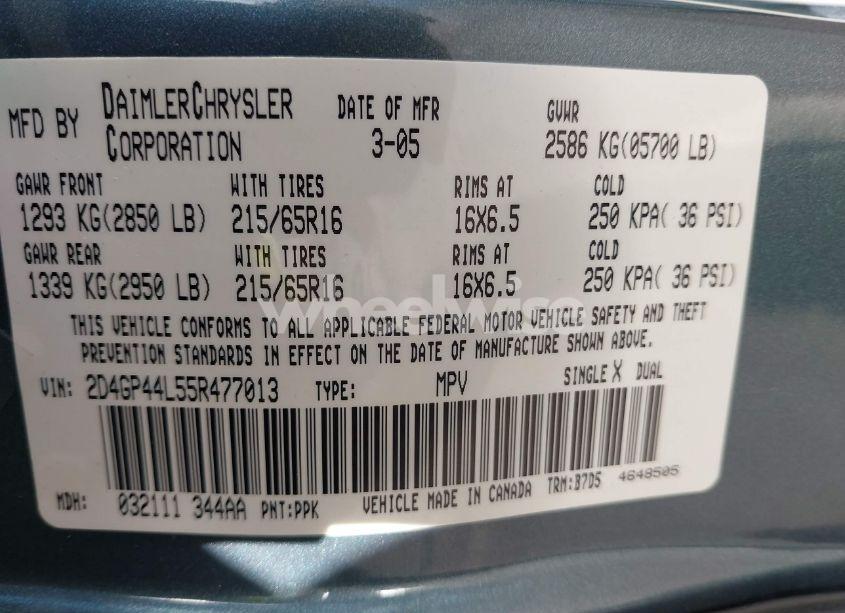 MFD BY DAIMLERCHRYSLER CORPORATION DATE OF MFR 3-05 GVWR 2586 KG(05700 LB)
GAWR FRONT WITH TIRES RIMS AT COLD
1293 KG(2850 LB) 215/65R16 16X6.5 250 KPA( 36 PSI)
GAWR REAR WITH TIRES RIMS AT COLD
1339 KG(2950 LB) 215/65R16 16X6.5 250 KPA( 36 PSI)
wheelwise
THIS VEHICLE CONFORMS TO ALL APPLICABLE FEDERAL MOTOR VEHICLE SAFETY AND THEFT
PREVENTION STANDARDS IN EFFECT ON THE DATE OF MANUFACTURE SHOWN ABOVE.
VIN: 2D4GP44L55R477013 TYPE: MPV SINGLE X DUAL
MDH: 032111 344AA PNT:PPK VEHICLE MADE IN CANADA TRM:B7D5 4648505